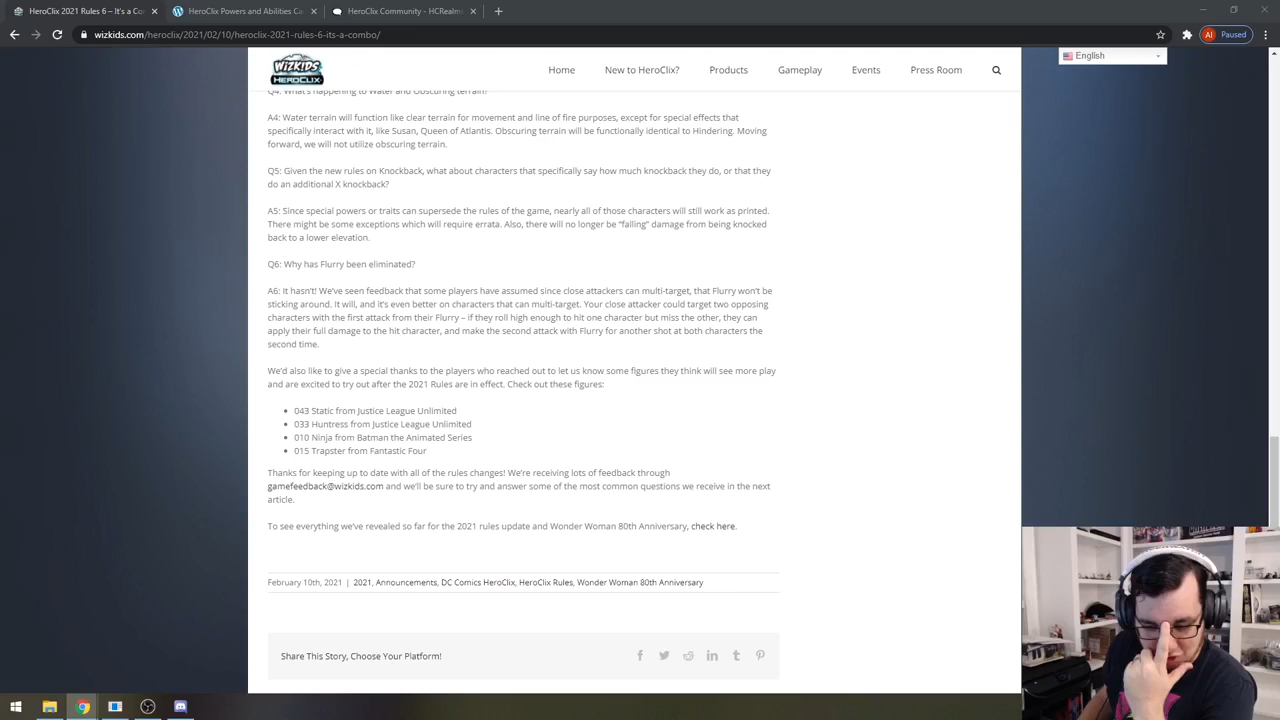 HeroClix 2021 Rules 6 – It's a Co
HeroClix 2021 Rules 5 - Abilities C
HeroClix Community - HCRealm
wizkids.com/heroclix/2021/02/10/heroclix-2021-rules-6-its-in-the-cards/
AI Paused
English
WIZKIDS
HEROCLIX
Home New to HeroClix? Products Gameplay Events Press Room
Q4: What's happening to Water and Obscuring terrain?
A4: Water terrain will function like clear terrain for movement and line of fire purposes, except for special effects that
specifically interact with it, like Susan, Queen of Atlantis. Obscuring terrain will be functionally identical to Hindering. Moving
forward, we will not utilize obscuring terrain.
Q5: Given the new rules on Knockback, what about characters that specifically say how much knockback they do, or that they
do an additional X knockback?
A5: Since special powers or traits can supersede the rules of the game, nearly all of those characters will still work as printed.
There might be some exceptions which will require errata. Also, there will no longer be “falling” damage from being knocked
back to a lower elevation.
Q6: Why has Flurry been eliminated?
A6: It hasn't! We've seen feedback that some players have assumed since close attackers can multi-target, that Flurry won't be
sticking around. It will, and it's even better on characters that can multi-target. Your close attacker could target two opposing
characters with the first attack from their Flurry – if they roll high enough to hit one character but miss the other, they can
apply their full damage to the hit character, and make the second attack with Flurry for another shot at both characters the
second time.
We'd also like to give a special thanks to the players who reached out to let us know some figures they think will see more play
and are excited to try out after the 2021 Rules are in effect. Check out these figures:
• 043 Static from Justice League Unlimited
• 033 Huntress from Justice League Unlimited
• 010 Ninja from Batman the Animated Series
• 015 Trapster from Fantastic Four
Thanks for keeping up to date with all of the rules changes! We're receiving lots of feedback through
gamefeedback@wizkids.com and we'll be sure to try and answer some of the most common questions we receive in the next
article.
To see everything we've revealed so far for the 2021 rules update and Wonder Woman 80th Anniversary, check here.
February 10th, 2021 | 2021, Announcements, DC Comics HeroClix, HeroClix Rules, Wonder Woman 80th Anniversary
Share This Story, Choose Your Platform!